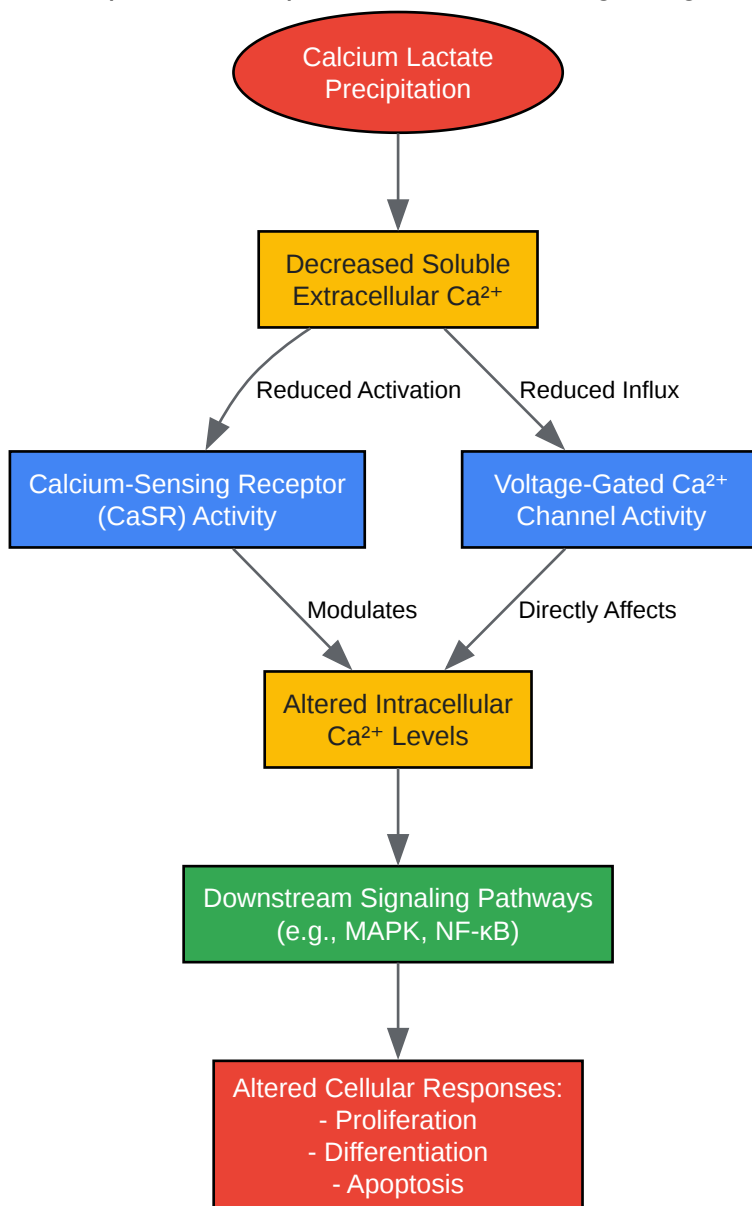 Calcium Lactate
Precipitation
Decreased Soluble
Extracellular Ca²⁺
Reduced Activation
Reduced Influx
Calcium-Sensing Receptor
(CaSR) Activity
Voltage-Gated Ca²⁺
Channel Activity
Modulates
Directly Affects
Altered Intracellular
Ca²⁺ Levels
Downstream Signaling Pathways
(e.g., MAPK, NF-κB)
Altered Cellular Responses:
- Proliferation
- Differentiation
- Apoptosis